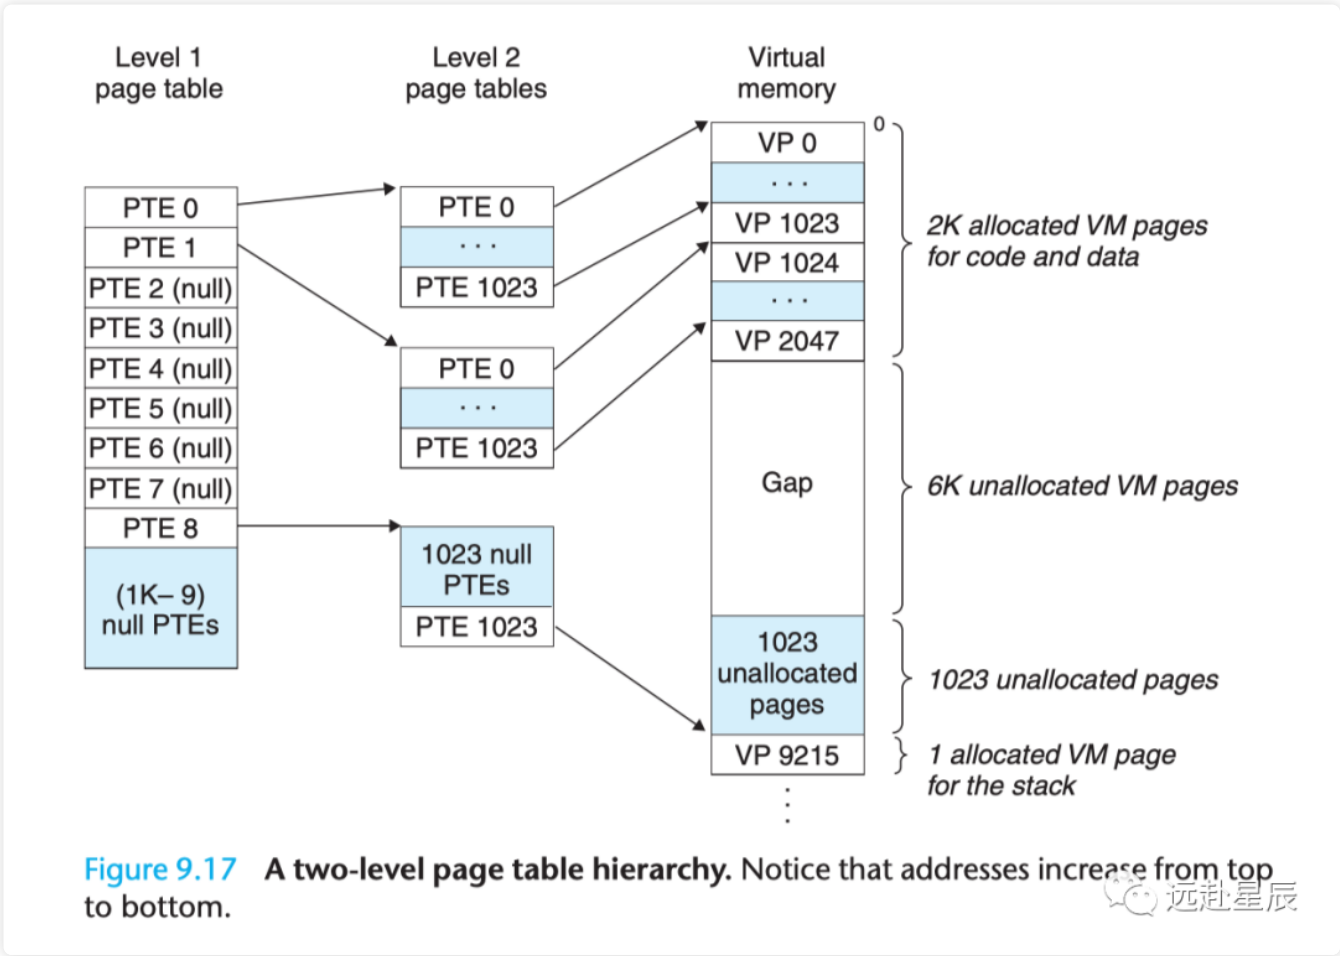 Level 1
page table
Level 2
page tables
Virtual
memory
PTE 0
PTE 1
PTE 2 (null)
PTE 3 (null)
PTE 4 (null)
PTE 5 (null)
PTE 6 (null)
PTE 7 (null)
PTE 8
(1K– 9)
null PTEs
PTE 0
. . .
PTE 1023
PTE 0
. . .
PTE 1023
1023 null
PTEs
PTE 1023
0
VP 0
. . .
VP 1023
VP 1024
. . .
VP 2047
Gap
1023
unallocated
pages
VP 9215
2K allocated VM pages
for code and data
6K unallocated VM pages
1023 unallocated pages
1 allocated VM page
for the stack
Figure 9.17 A two-level page table hierarchy. Notice that addresses increase from top
to bottom.
远赴星辰